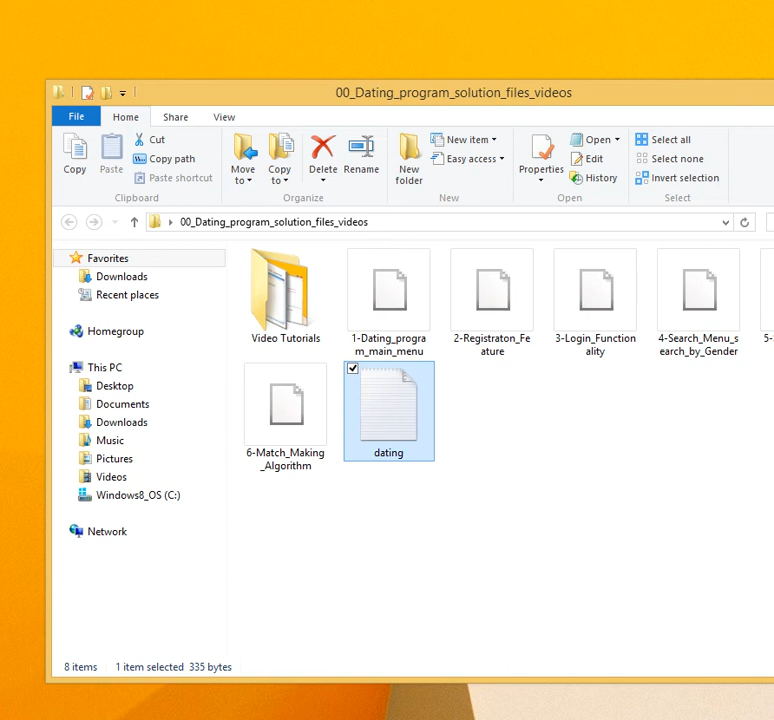 00_Dating_program_solution_files_videos
File Home Share View
Copy
Paste
Cut
Copy path
Paste shortcut
Clipboard
Move to
Copy to
Delete
Rename
Organize
New folder
New item
Easy access
New
Properties
Open
Edit
History
Open
Select all
Select none
Invert selection
Select
00_Dating_program_solution_files_videos
Favorites
Downloads
Recent places
Homegroup
This PC
Desktop
Documents
Downloads
Music
Pictures
Videos
Windows8_OS (C:)
Network
Video Tutorials
1-Dating_progra
m_main_menu
2-Registraton_Fe
ature
3-Login_Function
ality
4-Search_Menu_s
earch_by_Gender
5-
6-Match_Making
_Algorithm
dating
8 items 1 item selected 335 bytes